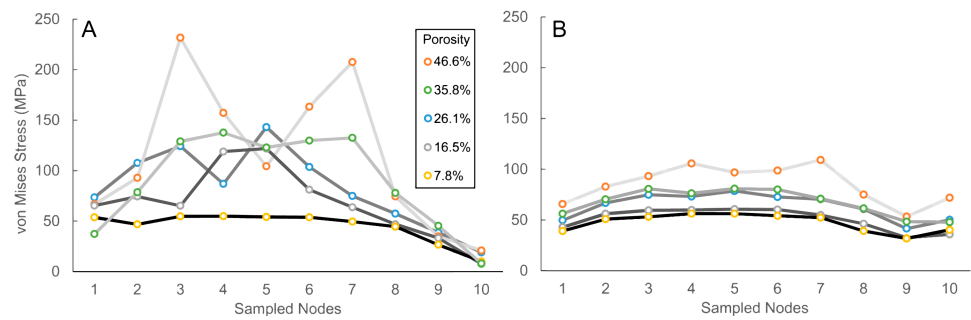 A
B
250
200
150
100
50
0
von Mises Stress (MPa)
Porosity
46.6%
35.8%
26.1%
16.5%
7.8%
1 2 3 4 5 6 7 8 9 10
Sampled Nodes
250
200
150
100
50
0
1 2 3 4 5 6 7 8 9 10
Sampled Nodes